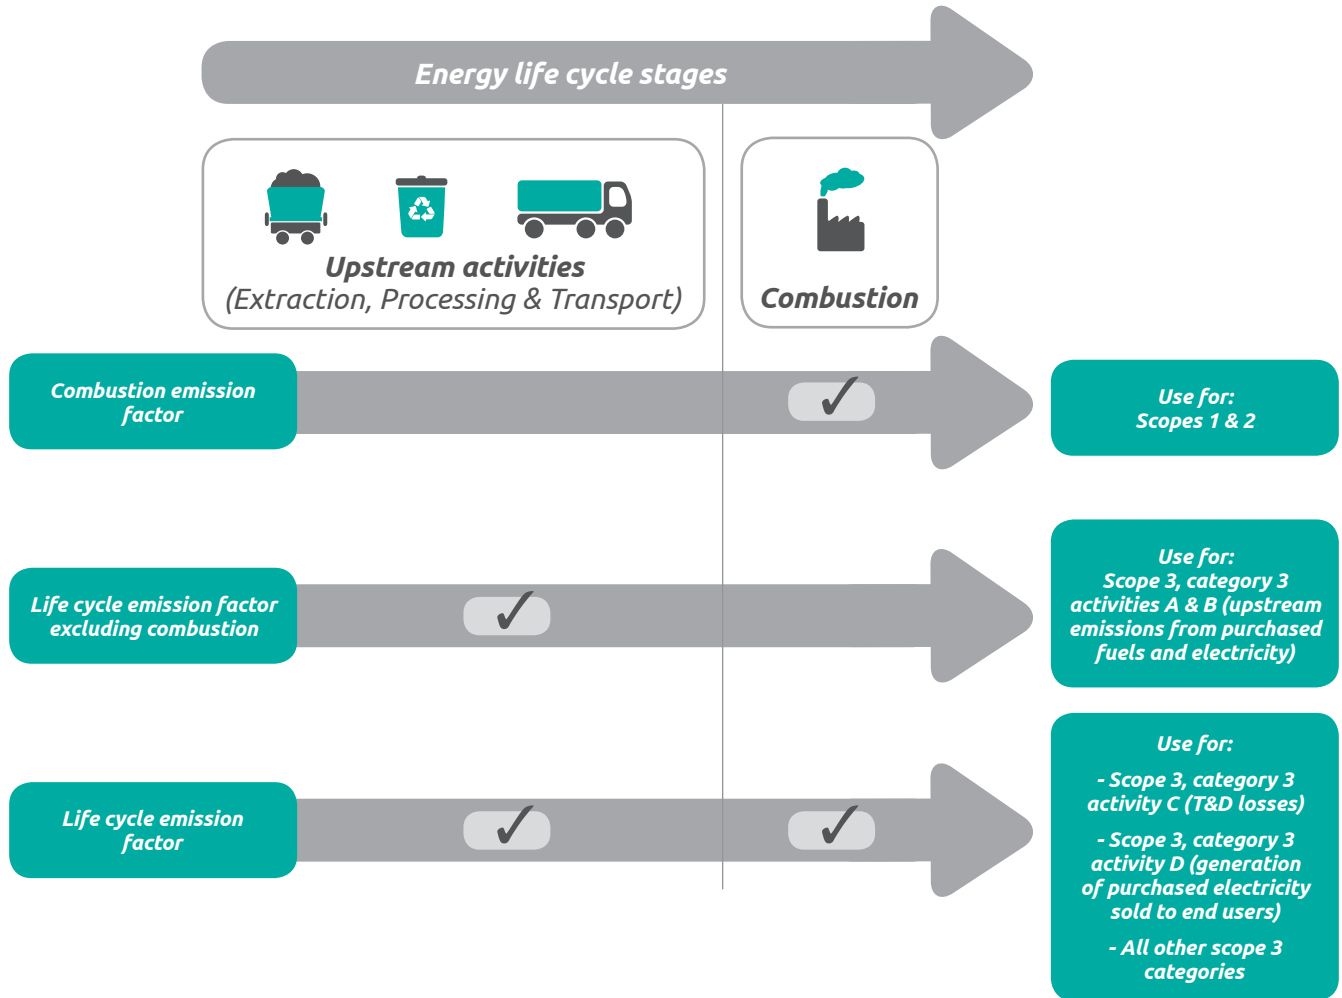 Energy life cycle stages
Upstream activities
(Extraction, Processing & Transport)
Combustion
Combustion emission
factor
Use for:
Scopes 1 & 2
Life cycle emission factor
excluding combustion
Use for:
Scope 3, category 3
activities A & B (upstream
emissions from purchased
fuels and electricity)
Life cycle emission
factor
Use for:
- Scope 3, category 3
activity C (T&D losses)
- Scope 3, category 3
activity D (generation
of purchased electricity
sold to end users)
- All other scope 3
categories